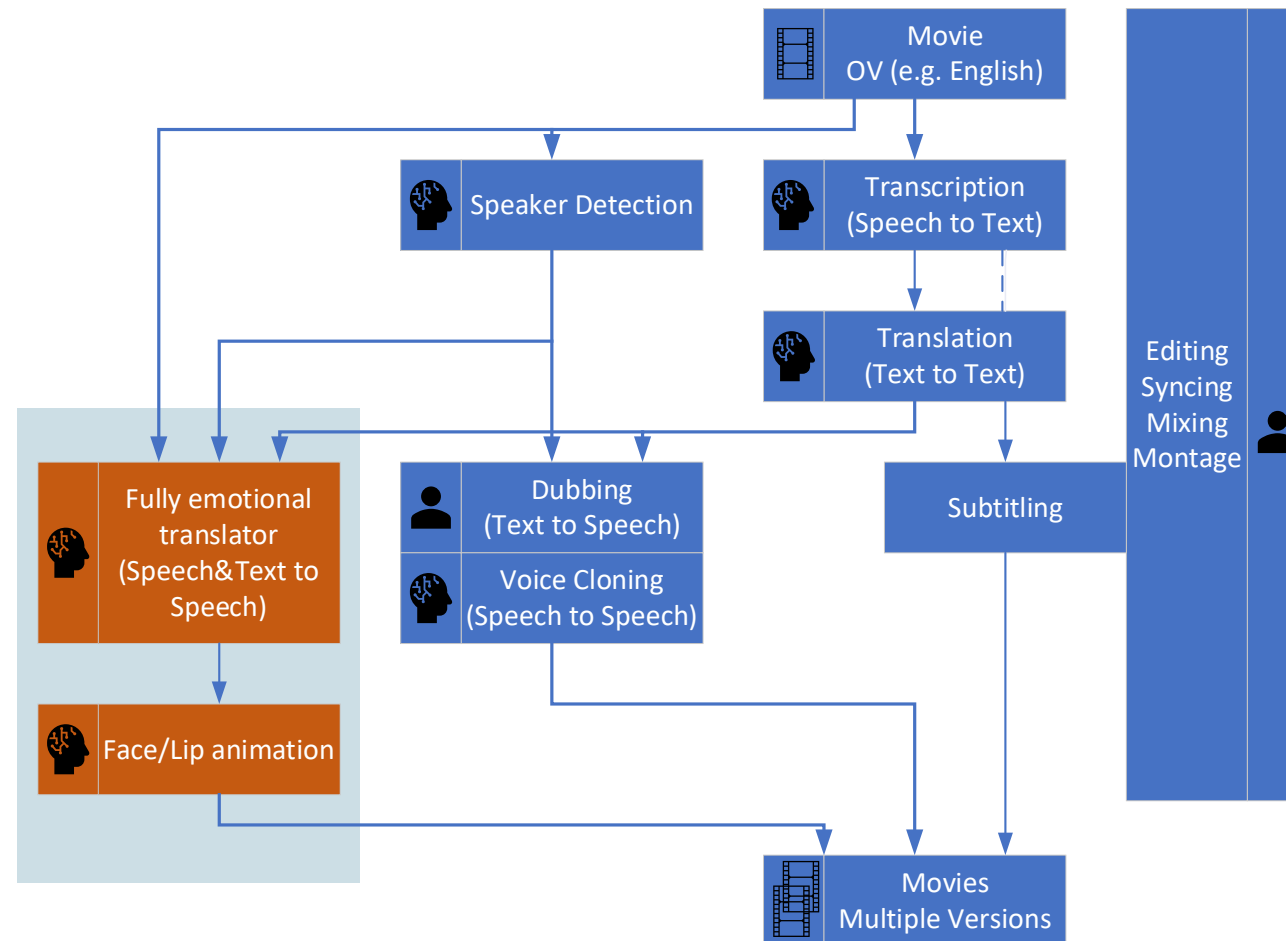 Movie
OV (e.g. English)
Speaker Detection
Transcription
(Speech to Text)
Translation
(Text to Text)
Editing
Syncing
Mixing
Montage
Fully emotional
translator
(Speech&Text to
Speech)
Dubbing
(Text to Speech)
Voice Cloning
(Speech to Speech)
Subtitling
Face/Lip animation
Movies
Multiple Versions